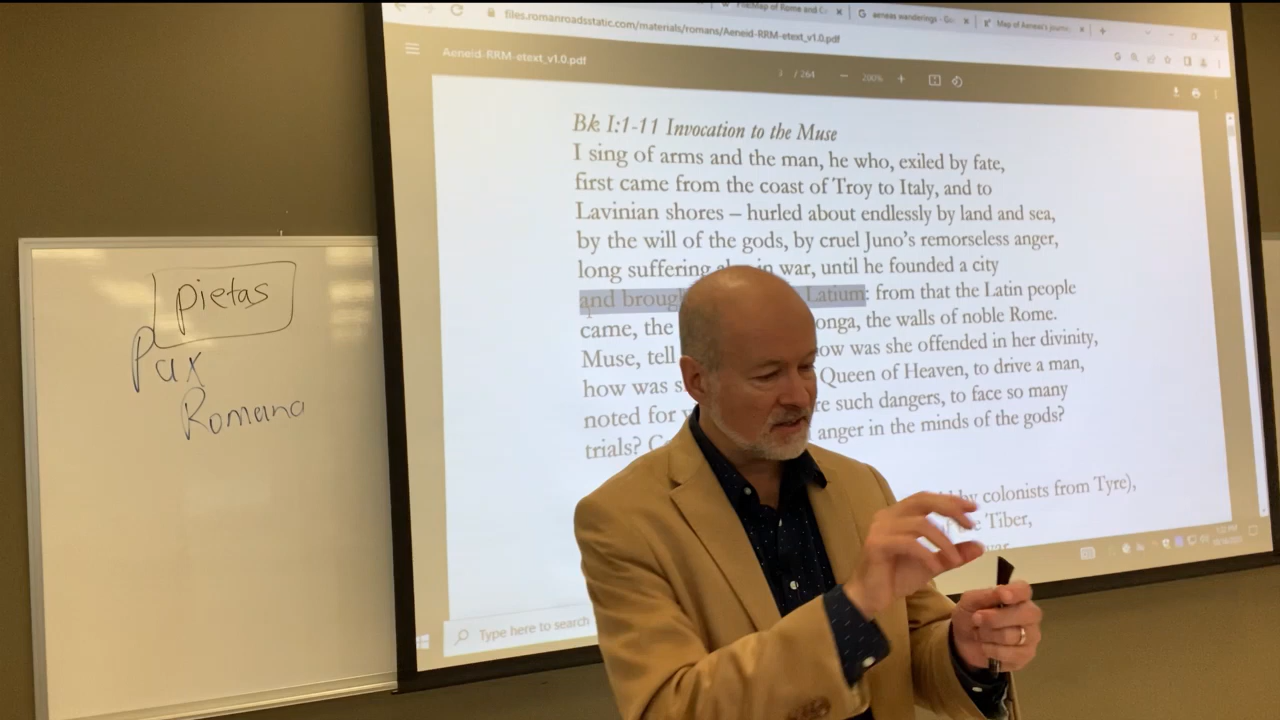 files.romanroadsstatic.com/materials/romans/Aeneid-RRM-etext_v1.0.pdf
Aeneid-RRM-etext_v1.0.pdf
/ 264
200%
Bk I:1-11 Invocation to the Muse
I sing of arms and the man, he who, exiled by fate,
first came from the coast of Troy to Italy, and to
Lavinian shores – hurled about endlessly by land and sea,
by the will of the gods, by cruel Juno's remorseless anger,
long suffering in war, until he founded a city
and Latium: from that the Latin people
came, the the walls of noble Rome.
Muse, tell was she offended in her divinity,
how was Queen of Heaven, to drive a man,
noted for such dangers, to face so many
trials? anger in the minds of the gods?
by colonists from Tyre),
Tiber,
Type here to search
pietas
Pax
Romana